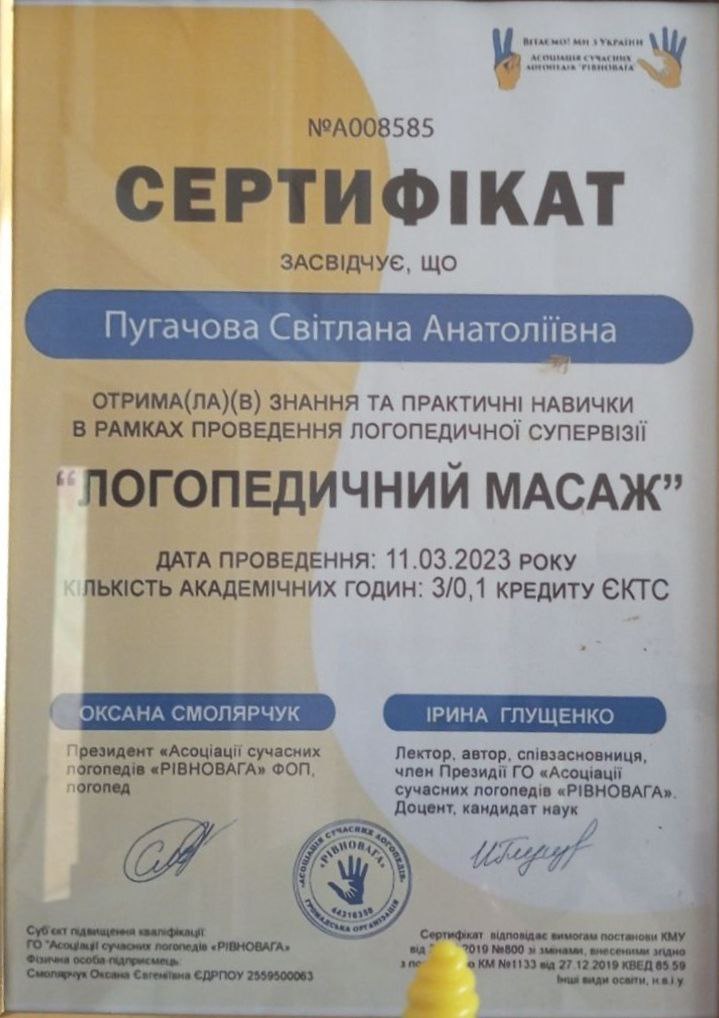 ВІТАЄМО! МИ З УКРАЇНИ
АСОЦІАЦІЯ СУЧАСНИХ
ЛОГОПЕДІВ "РІВНОВАГА"
№А008585
СЕРТИФІКАТ
ЗАСВІДЧУЄ, ЩО
Пугачова Світлана Анатоліївна
ОТРИМА(ЛА)(В) ЗНАННЯ ТА ПРАКТИЧНІ НАВИЧКИ
В РАМКАХ ПРОВЕДЕННЯ ЛОГОПЕДИЧНОЇ СУПЕРВІЗІЇ
“ЛОГОПЕДИЧНИЙ МАСАЖ”
ДАТА ПРОВЕДЕННЯ: 11.03.2023 РОКУ
КІЛЬКІСТЬ АКАДЕМІЧНИХ ГОДИН: 3/0,1 КРЕДИТУ ЄКТС
ОКСАНА СМОЛЯРЧУК
Президент «Асоціації сучасних
логопедів «РІВНОВАГА» ФОП,
логопед
ІРИНА ГЛУЩЕНКО
Лектор, автор, співзасновниця,
член Президії ГО «Асоціації
сучасних логопедів «РІВНОВАГА».
Доцент, кандидат наук
АСОЦІАЦІЯ СУЧАСНИХ ЛОГОПЕДІВ
«РІВНОВАГА»
44316350
ГРОМАДСЬКА ОРГАНІЗАЦІЯ
Суб'єкт підвищення кваліфікації:
ГО "Асоціації сучасних логопедів «РІВНОВАГА»
Фізична особа-підприємець
Смолярчук Оксана Євгеніївна ЄДРПОУ 2559500063
Сертифікат відповідає вимогам постанови КМУ
від 2019 №800 зі змінами, внесеними згідно
з КМ №1133 від 27.12.2019 КВЕД 85.59
Інші види освіти, н.в.і.у.